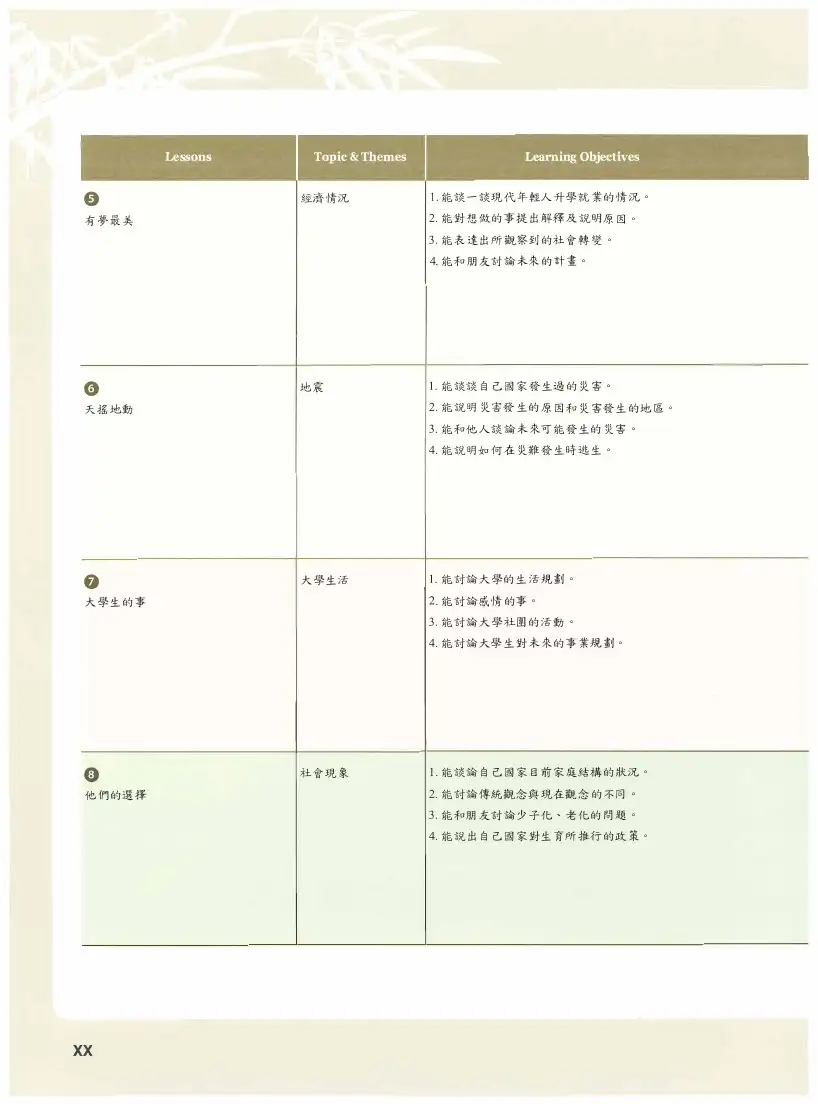 Lessons Topic & Themes Learning Objectives
❺ 經濟情況 1. 能談一談現代年輕人升學就業的情況。
有夢最美 2. 能對想做的事提出解釋及說明原因。
3. 能表達出所觀察到的社會轉變。
4. 能和朋友討論未來的計畫。
❻ 地震 1. 能談談自己國家發生過的災害。
天搖地動 2. 能說明災害發生的原因和災害發生的地區。
3. 能和他人談論未來可能發生的災害。
4. 能說明如何在災難發生時逃生。
❼ 大學生活 1. 能討論大學的生活規劃。
大學生的事 2. 能討論感情的事。
3. 能討論大學社團的活動。
4. 能討論大學生對未來的事業規劃。
❽ 社會現象 1. 能談論自己國家目前家庭結構的狀況。
他們的選擇 2. 能討論傳統觀念與現在觀念的不同。
3. 能和朋友討論少子化、老化的問題。
4. 能說出自己國家對生育所推行的政策。
XX